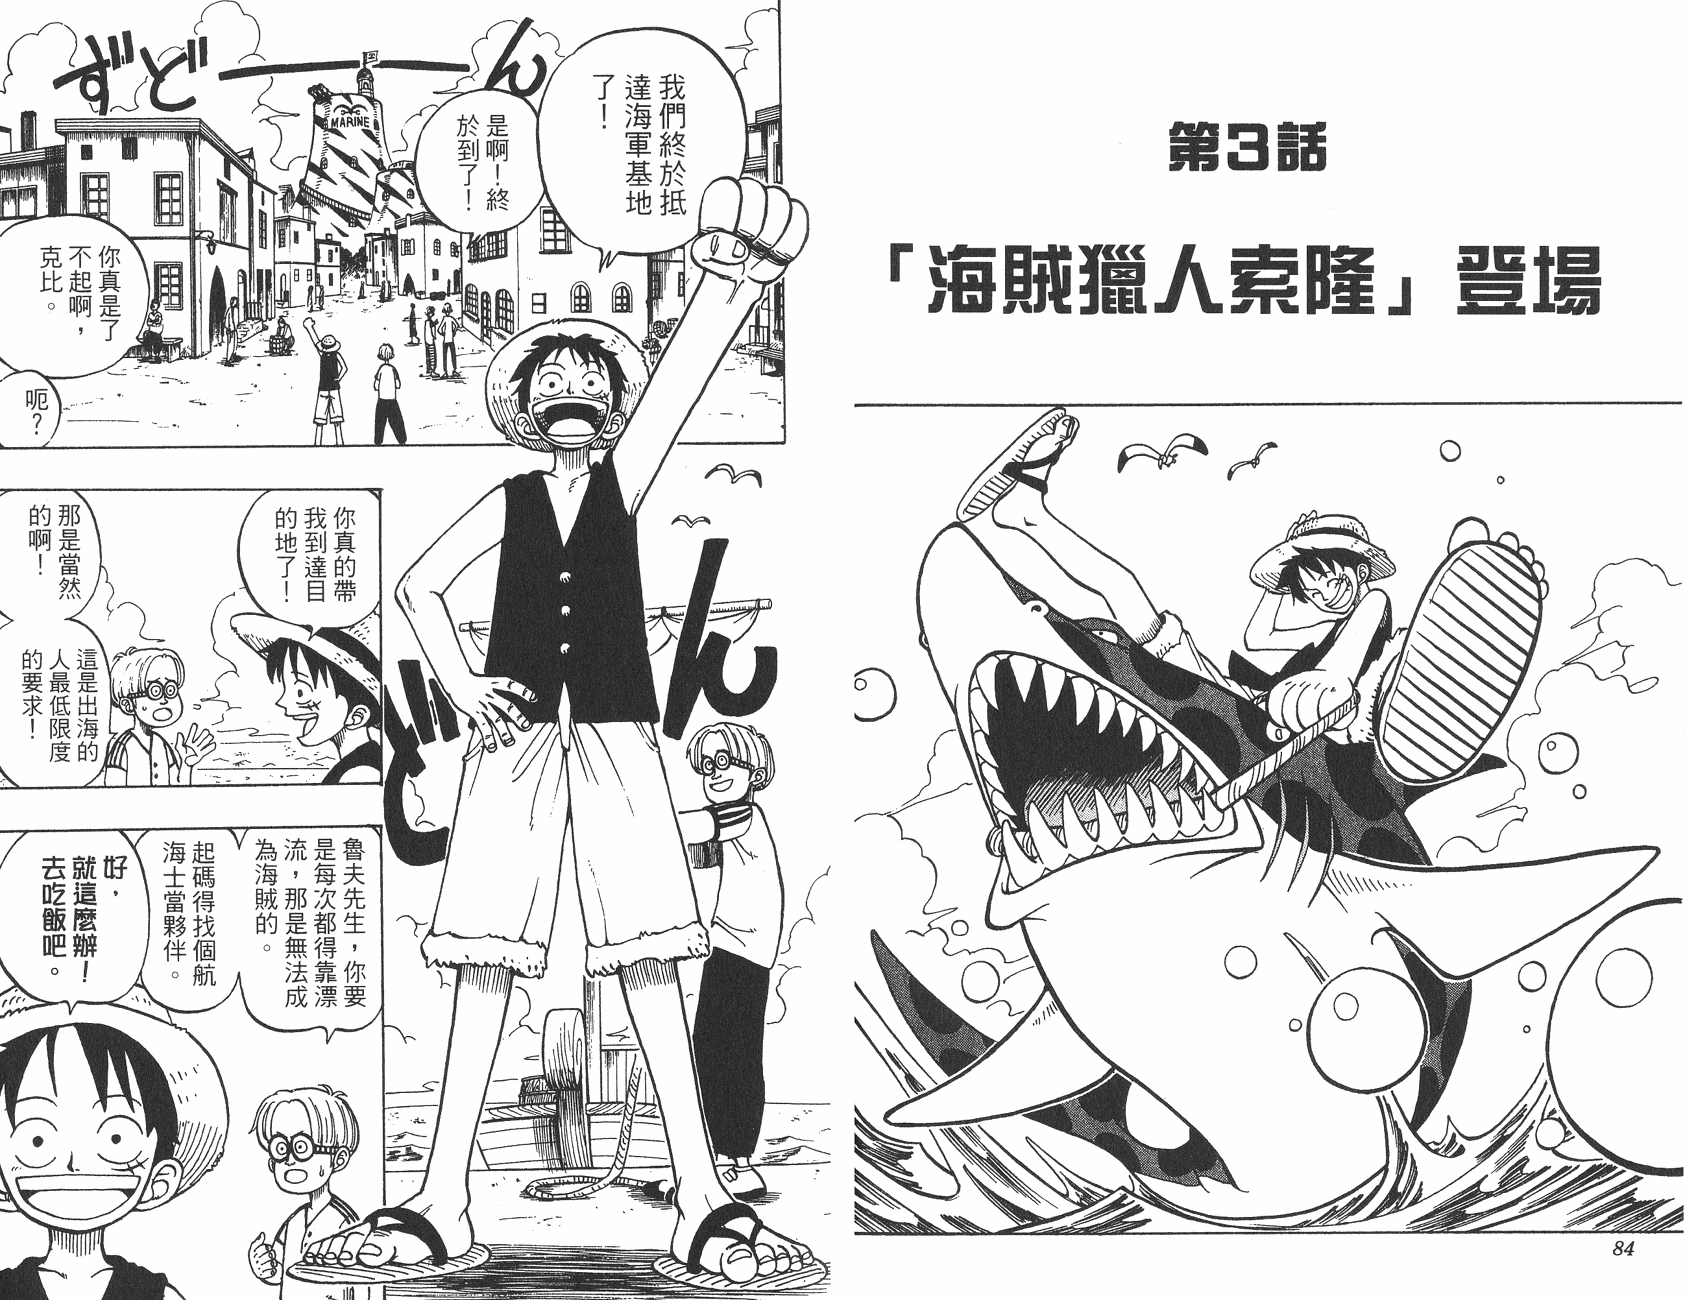 第3話
「海賊獵人索隆」登場
84
ずどーん
MARINE
我們終於抵
達海軍基地
了！
是啊！終
於到了！
你真是了
不起啊，
克比。
呃？
ずどん
你真的帶
我到達目
的地了！
那是當然
的啊！
這是出海的
人最低限度
的要求！
魯夫先生，你要
是每次都得靠漂
流，那是無法成
為海賊的。
起碼得找個航
海士當夥伴。
好，
就這麼辦！
去吃飯吧。